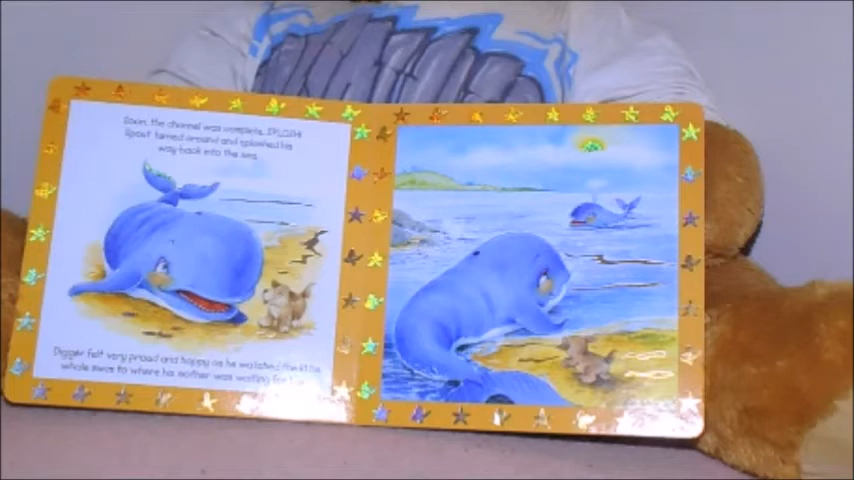 Soon, the channel was complete. SPLOSH!
Spout turned around and splashed his
way back into the sea.
Digger felt very proud and happy as he watched the little
whale swim to where his mother was waiting for